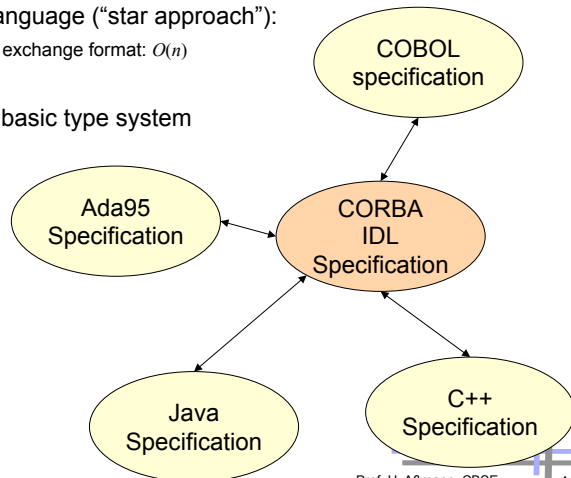 anguage (“star approach”):
exchange format: O(n)
basic type system
COBOL
specification
Ada95
Specification
CORBA
IDL
Specification
Java
Specification
C++
Specification